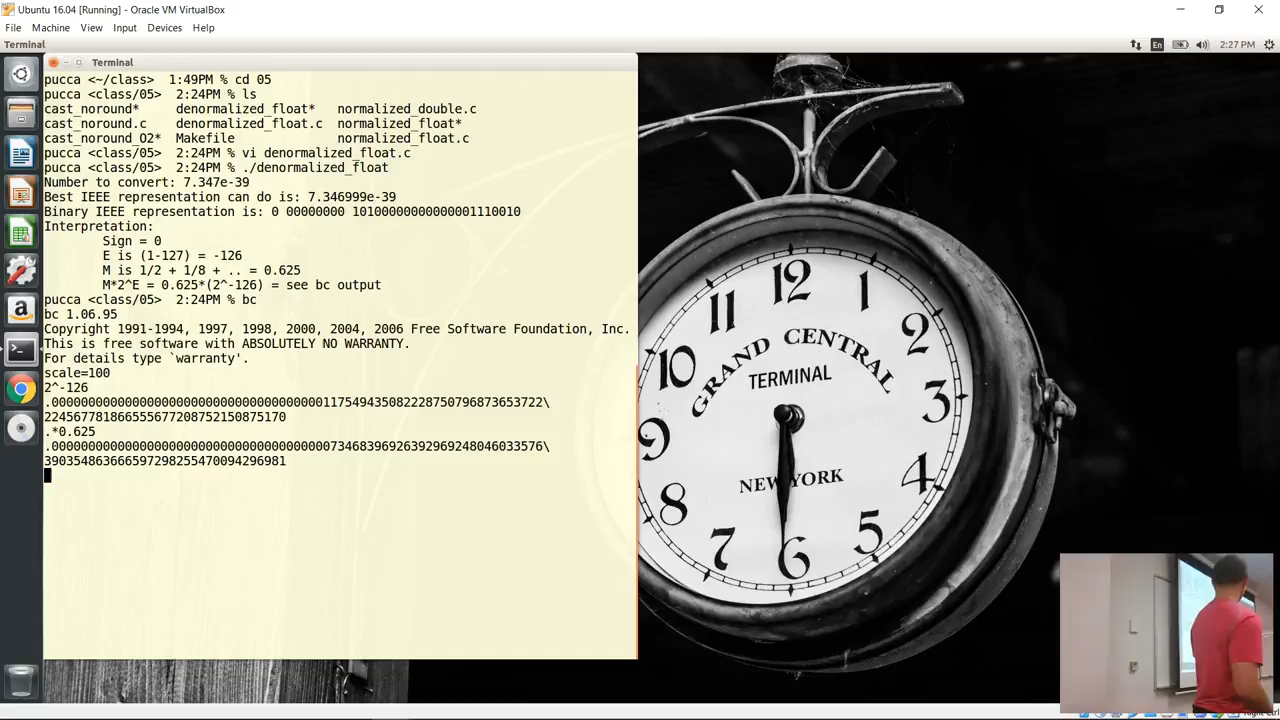 Ubuntu 16.04 [Running] - Oracle VM VirtualBox
File Machine View Input Devices Help
Terminal
En
2:27 PM
Terminal
pucca <~/class> 1:49PM % cd 05
pucca <class/05> 2:24PM % ls
cast_noround* denormalized_float* normalized_double.c
cast_noround.c denormalized_float.c normalized_float*
cast_noround_O2* Makefile normalized_float.c
pucca <class/05> 2:24PM % vi denormalized_float.c
pucca <class/05> 2:24PM % ./denormalized_float
Number to convert: 7.347e-39
Best IEEE representation can do is: 7.346999e-39
Binary IEEE representation is: 0 00000000 10100000000000001110010
Interpretation:
Sign = 0
E is (1-127) = -126
M is 1/2 + 1/8 + .. = 0.625
M*2^E = 0.625*(2^-126) = see bc output
pucca <class/05> 2:24PM % bc
bc 1.06.95
Copyright 1991-1994, 1997, 1998, 2000, 2004, 2006 Free Software Foundation, Inc.
This is free software with ABSOLUTELY NO WARRANTY.
For details type `warranty'.
scale=100
2^-126
.0000000000000000000000000000000000000117549435082228750796873653722\
2245677818665556772087521508751 70
.*0.625
.0000000000000000000000000000000000000073468396926392969248046033576\
390354863666597298255470094296981
12
11
1
10
2
GRAND CENTRAL
TERMINAL
9
3
NEW YORK
8
4
7
6
5